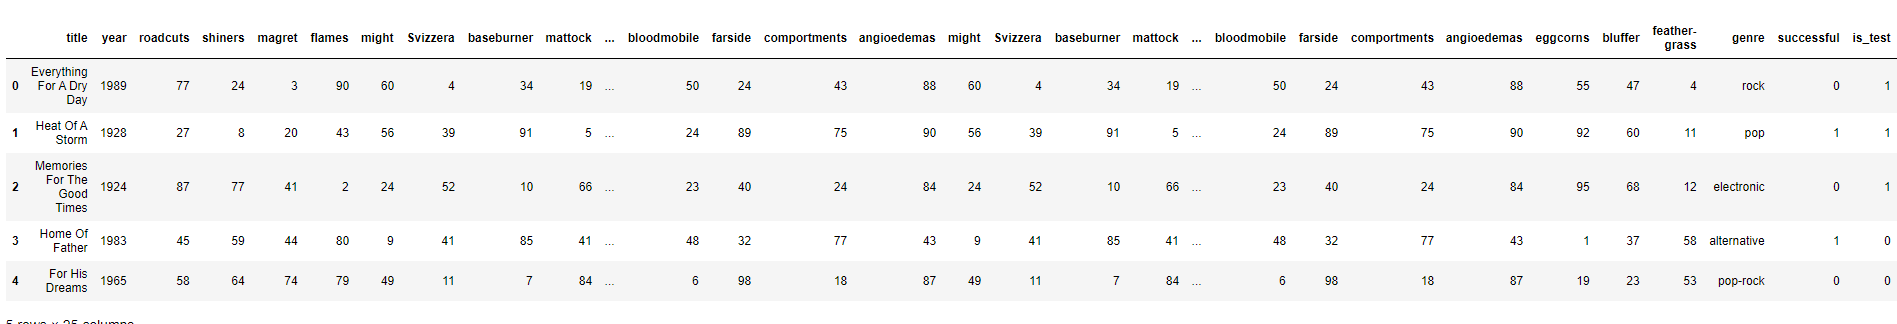 title year roadcuts shiners magret flames might Svizzera baseburner mattock ... bloodmobile farside comportments angioedemas might Svizzera baseburner mattock ... bloodmobile farside comportments angioedemas eggcorns bluffer feather-grass genre successful is_test
0 Everything For A Dry Day 1989 77 24 3 90 60 4 34 19 ... 50 24 43 88 60 4 34 19 ... 50 24 43 88 55 47 4 rock 0 1
1 Heat Of A Storm 1928 27 8 20 43 56 39 91 5 ... 24 89 75 90 56 39 91 5 ... 24 89 75 90 92 60 11 pop 1 1
2 Memories For The Good Times 1924 87 77 41 2 24 52 10 66 ... 23 40 24 84 24 52 10 66 ... 23 40 24 84 95 68 12 electronic 0 1
3 Home Of Father 1983 45 59 44 80 9 41 85 41 ... 48 32 77 43 9 41 85 41 ... 48 32 77 43 1 37 58 alternative 1 0
4 For His Dreams 1965 58 64 74 79 49 11 7 84 ... 6 98 18 87 49 11 7 84 ... 6 98 18 87 19 23 53 pop-rock 0 0
5 rows × 25 columns